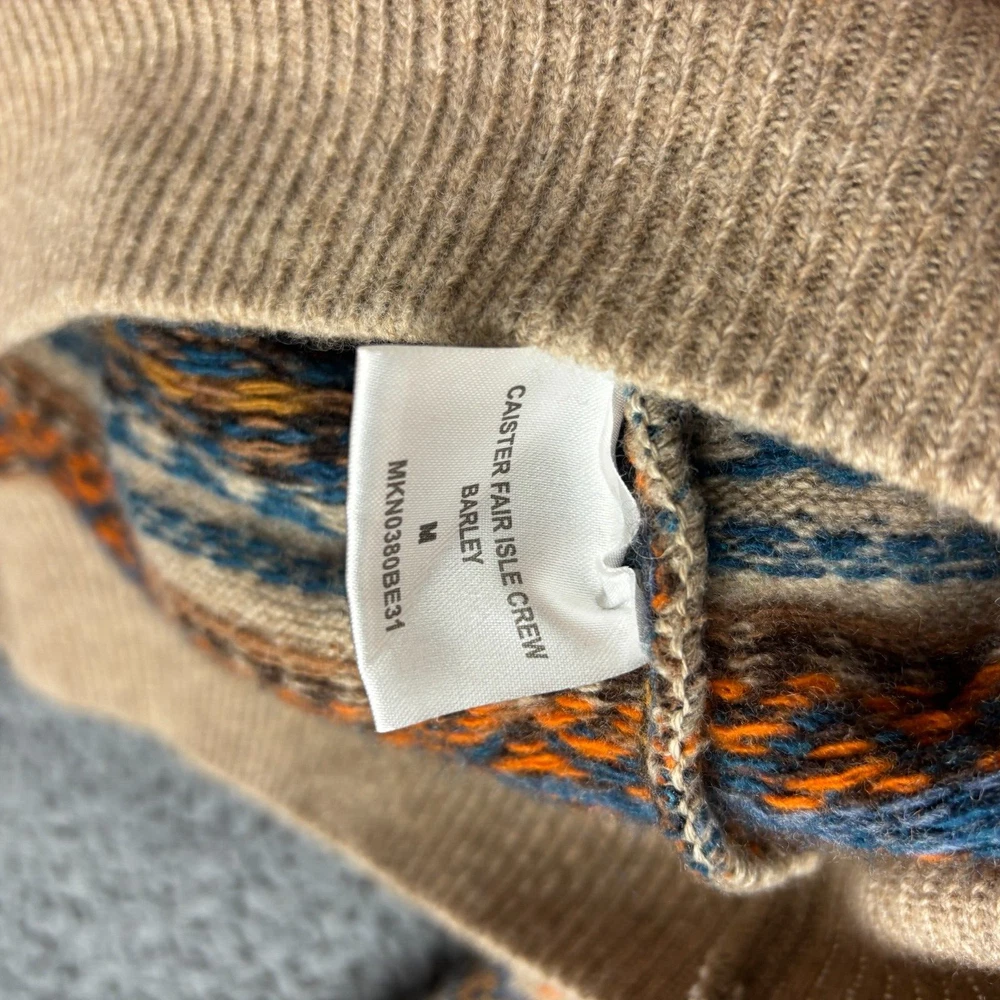 CAISTER FAIR ISLE CREW
BARLEY
M
MKN0380BE31